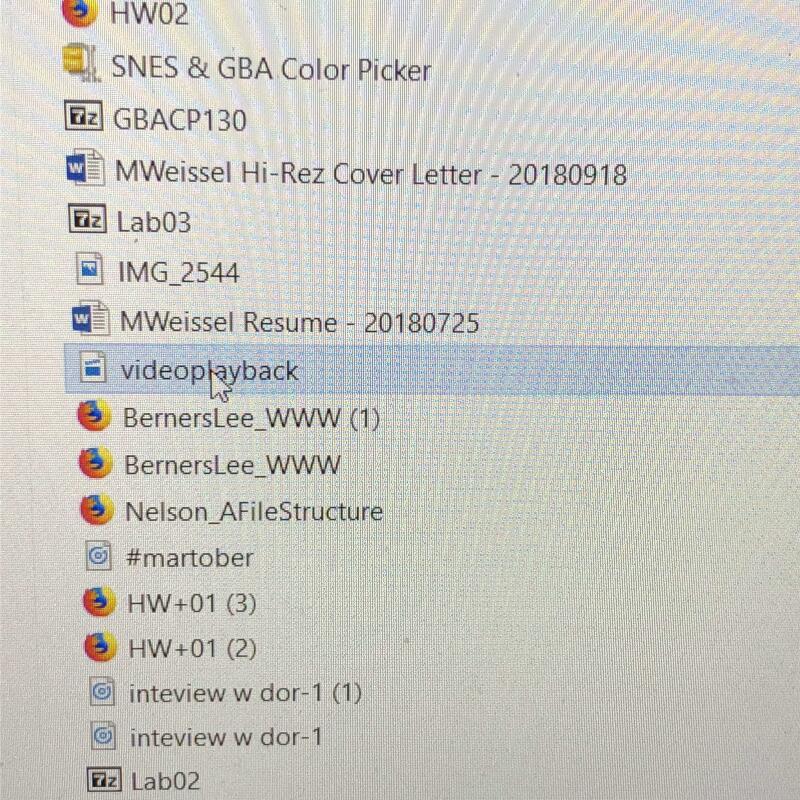 HW02
SNES & GBA Color Picker
7z GBACP130
W MWeissel Hi-Rez Cover Letter - 20180918
7z Lab03
IMG_2544
W MWeissel Resume - 20180725
videoplayback
BernersLee_WWW (1)
BernersLee_WWW
Nelson_AFileStructure
#martober
HW+01 (3)
HW+01 (2)
inteview w dor-1 (1)
inteview w dor-1
7z Lab02